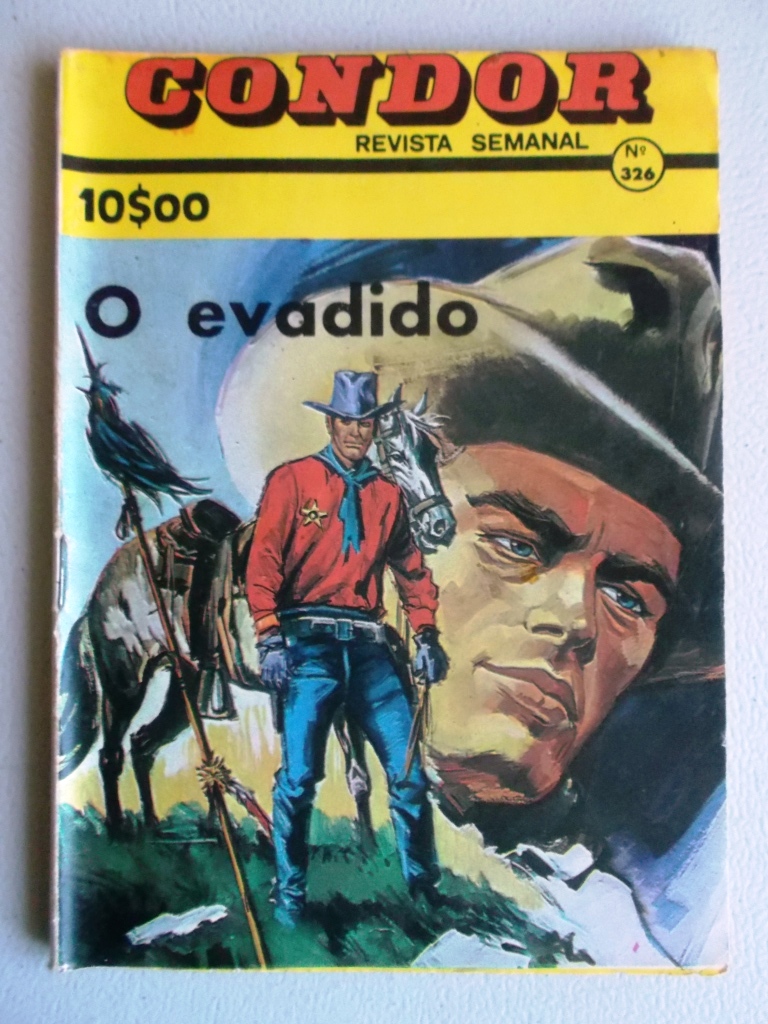 CONDOR
REVISTA SEMANAL
Nº
326
10$00
O evadido